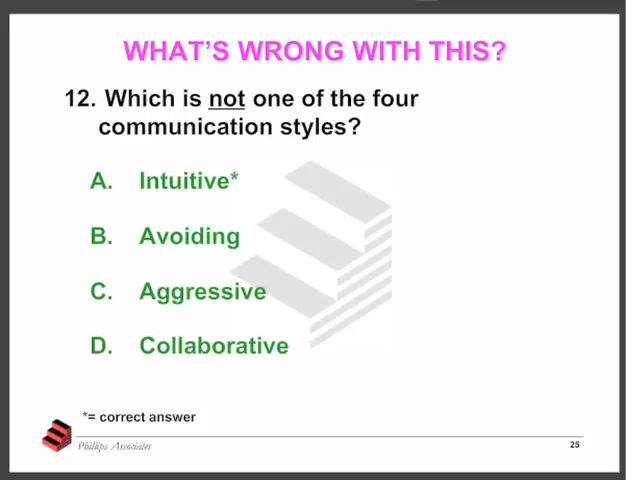 WHAT'S WRONG WITH THIS?
12. Which is not one of the four
communication styles?
A. Intuitive*
B. Avoiding
C. Aggressive
D. Collaborative
*= correct answer
Phillips Associates
25